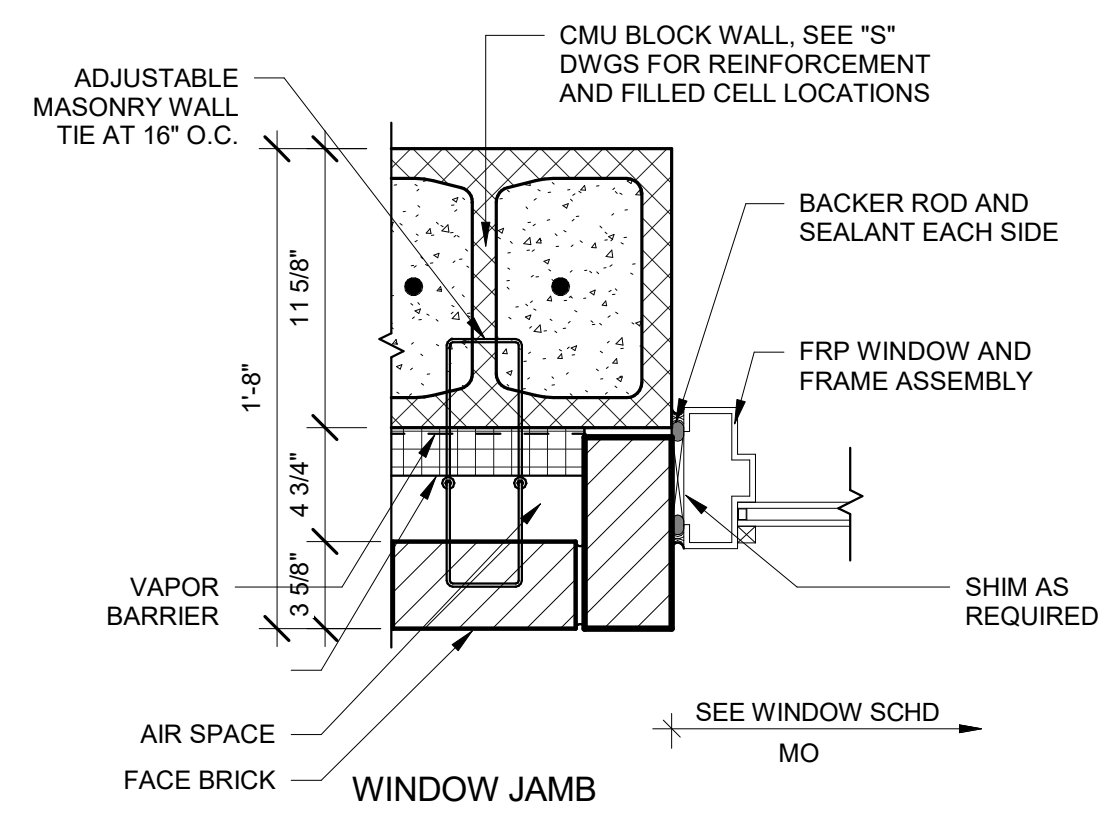 CMU BLOCK WALL, SEE "S"
DWGS FOR REINFORCEMENT
AND FILLED CELL LOCATIONS
ADJUSTABLE
MASONRY WALL
TIE AT 16" O.C.
BACKER ROD AND
SEALANT EACH SIDE
11 5/8"
FRP WINDOW AND
FRAME ASSEMBLY
1'-8"
4 3/4"
3 5/8"
VAPOR
BARRIER
SHIM AS
REQUIRED
SEE WINDOW SCHD
MO
AIR SPACE
FACE BRICK
WINDOW JAMB